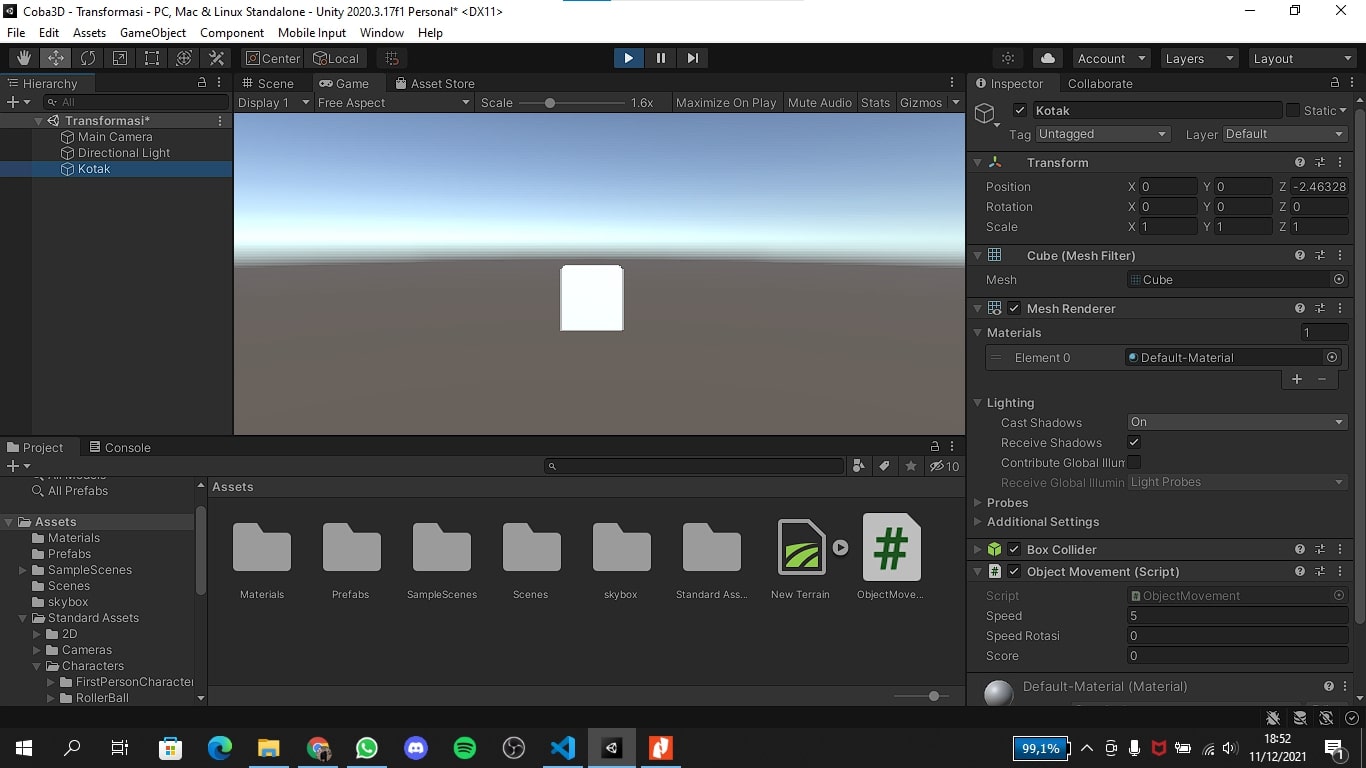 Coba3D - Transformasi - PC, Mac & Linux Standalone - Unity 2020.3.17f1 Personal* <DX11>
File Edit Assets GameObject Component Mobile Input Window Help
Center Local Account Layers Layout
Hierarchy
All
Transformasi*
Main Camera
Directional Light
Kotak
Scene Game Asset Store
Display 1 Free Aspect Scale 1.6x Maximize On Play Mute Audio Stats Gizmos
Inspector Collaborate
Kotak Static
Tag Untagged Layer Default
Transform
Position X 0 Y 0 Z -2.46328
Rotation X 0 Y 0 Z 0
Scale X 1 Y 1 Z 1
Cube (Mesh Filter)
Mesh Cube
Mesh Renderer
Materials 1
Element 0 Default-Material
Lighting
Cast Shadows On
Receive Shadows
Contribute Global Illum
Receive Global Illumin Light Probes
Probes
Additional Settings
Box Collider
Object Movement (Script)
Script ObjectMovement
Speed 5
Speed Rotasi 0
Score 0
Default-Material (Material)
Project Console
10
All Prefabs
Assets
Materials
Prefabs
SampleScenes
Scenes
skybox
Standard Assets
2D
Cameras
Characters
FirstPersonCharacter
RollerBall
Assets
Materials Prefabs SampleScenes Scenes skybox Standard Ass... New Terrain ObjectMove...
99,1%
18:52
11/12/2021
1